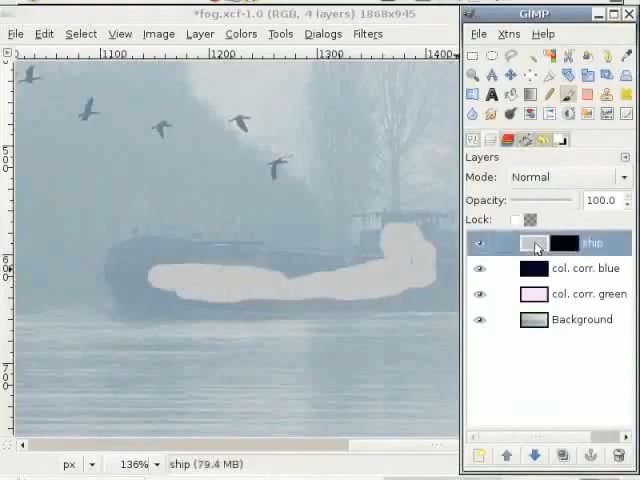 *fog.xcf-1.0 (RGB, 4 layers) 1868x945
File Edit Select View Image Layer Colors Tools Dialogs Filters
1100 1200 1300 1400
px 136% ship (79.4 MB)
GIMP
File Xtns Help
Layers
Mode: Normal
Opacity: 100.0
Lock:
ship
col. corr. blue
col. corr. green
Background